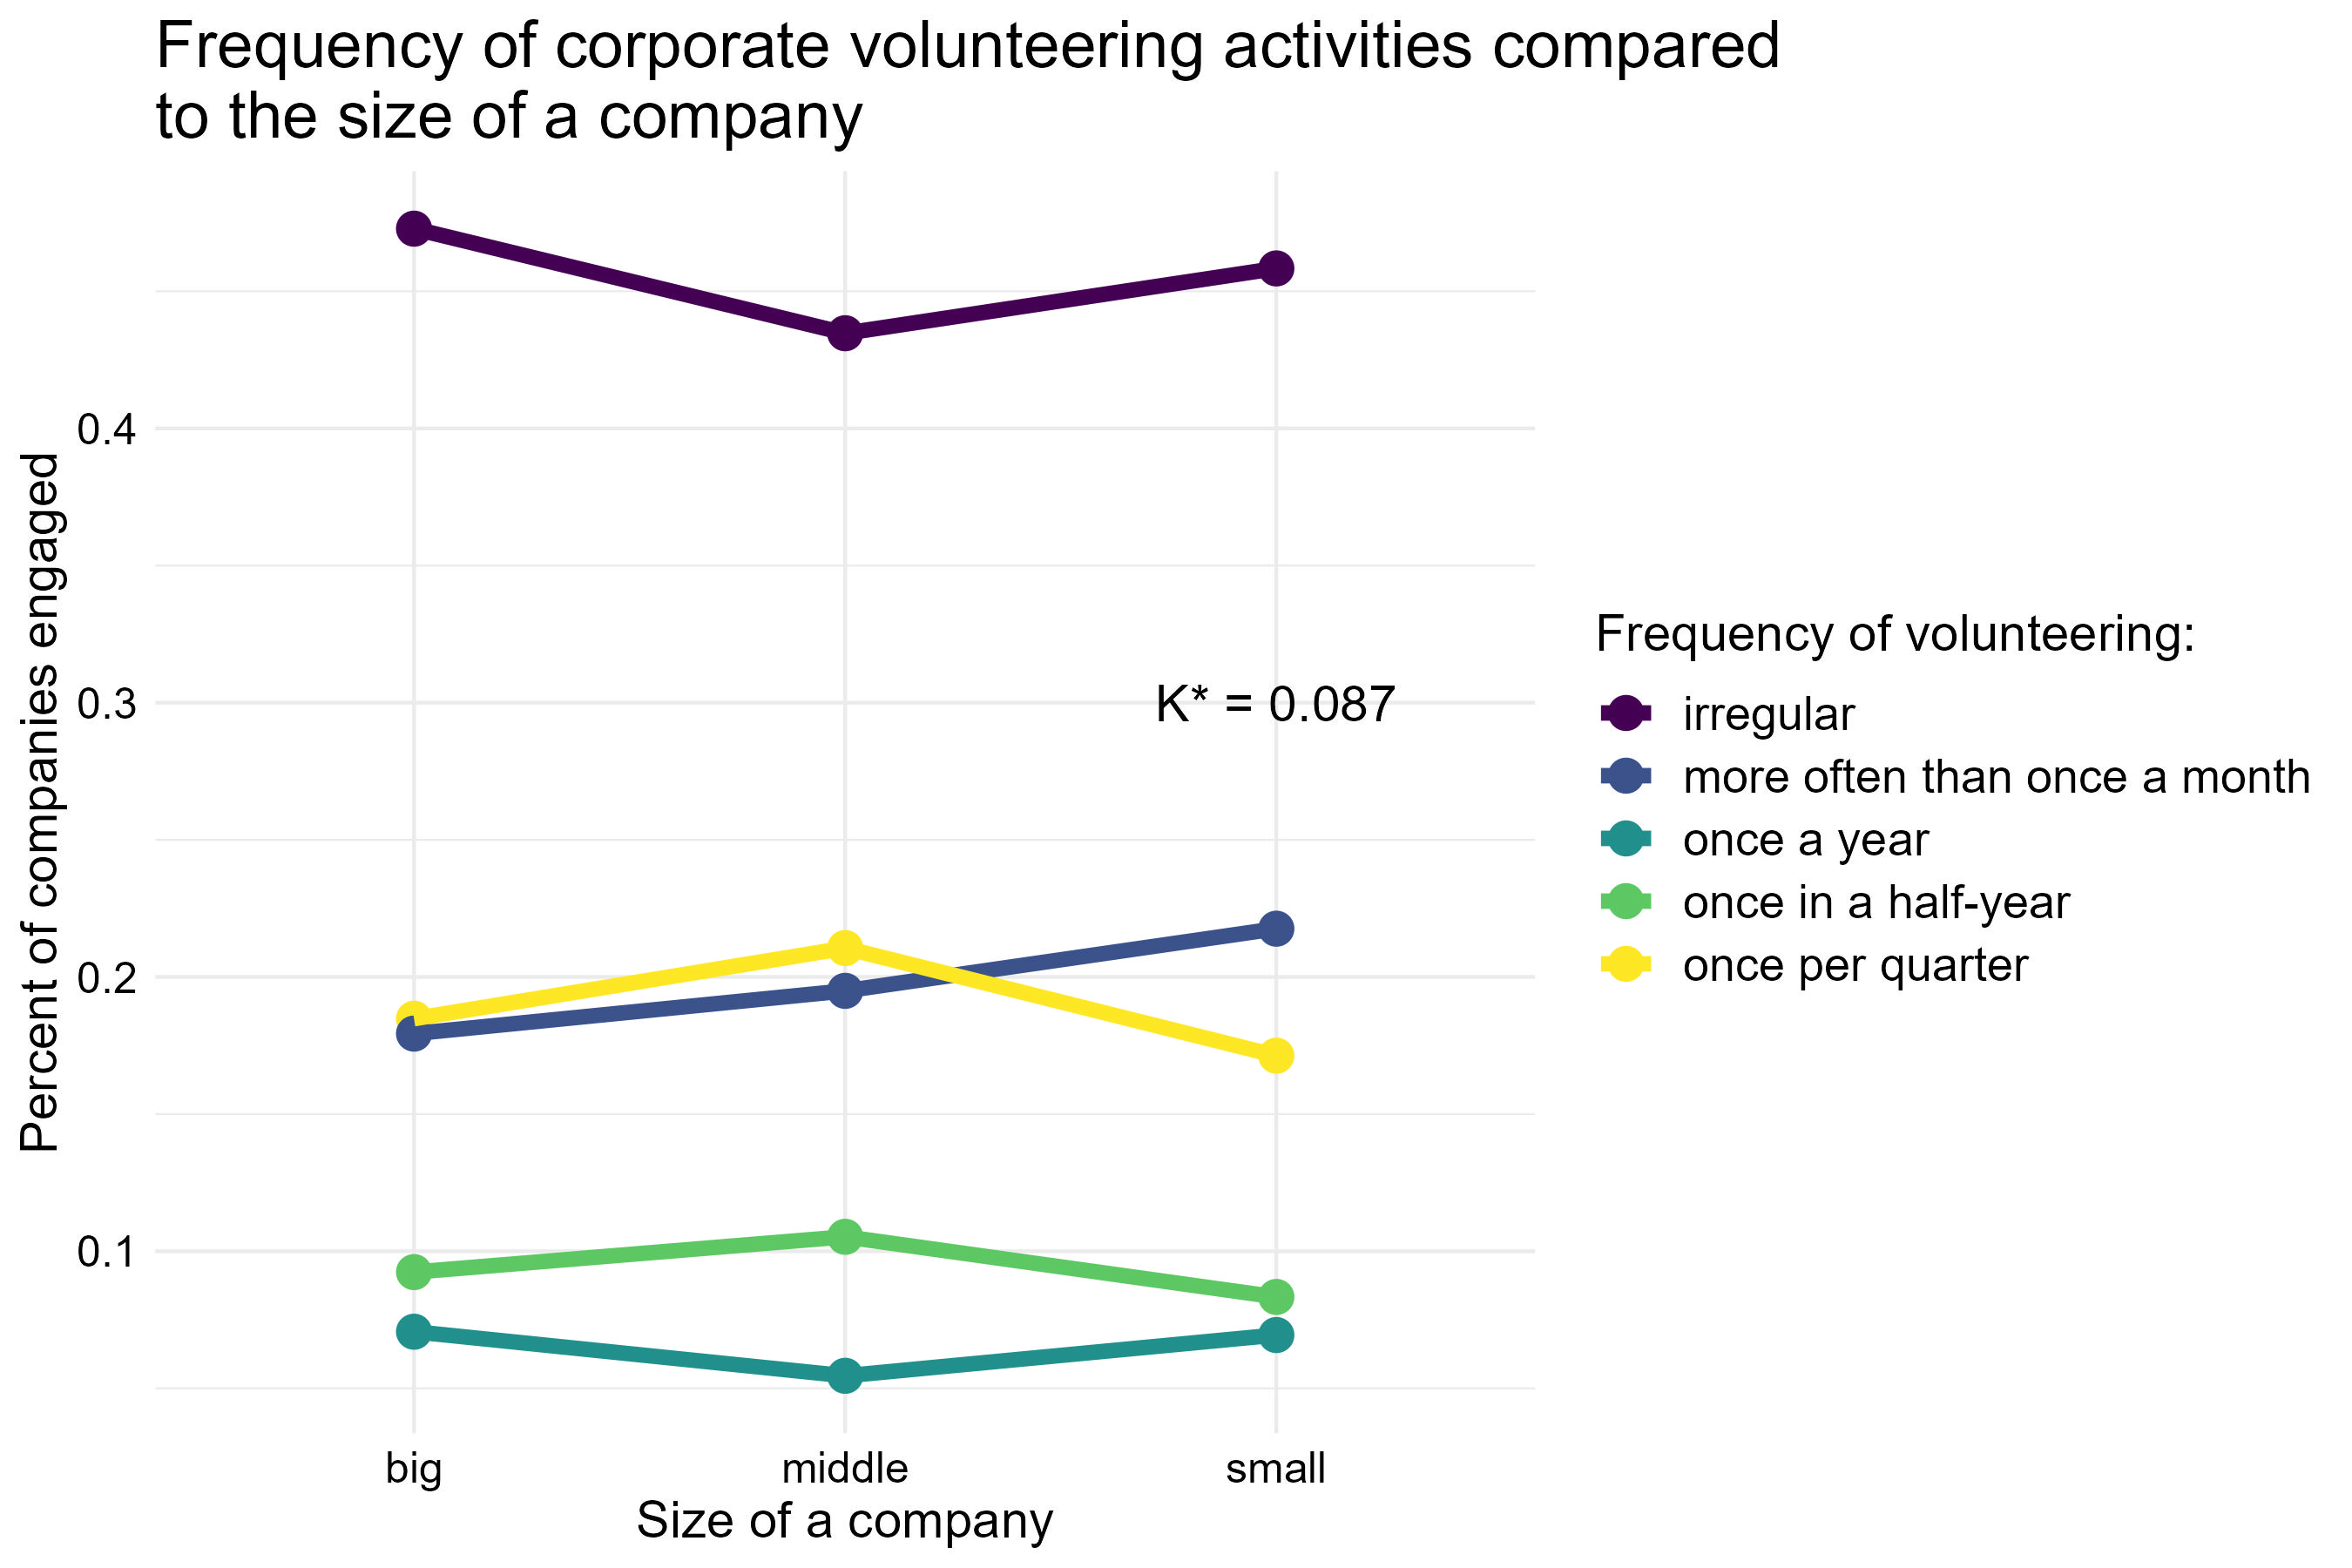 Frequency of corporate volunteering activities compared
to the size of a company
Percent of companies engaged
0.4
0.3
0.2
0.1
K* = 0.087
big
middle
small
Size of a company
Frequency of volunteering:
irregular
more often than once a month
once a year
once in a half-year
once per quarter